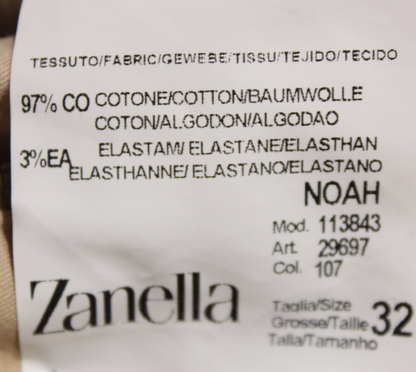 TESSUTO/FABRIC/GEWEBE/TISSU/TEJIDO/TECIDO
97% CO COTONE/COTTON/BAUMWOLLE
COTON/ALGODON/ALGODAO
3%EA ELASTAM/ ELASTANE/ELASTHAN
ELASTHANNE/ ELASTANO/ELASTANO
NOAH
Mod. 113843
Art. 29697
Col. 107
Zanella
Taglia/Size
Grosse/Taille 32
Talla/Tamanho